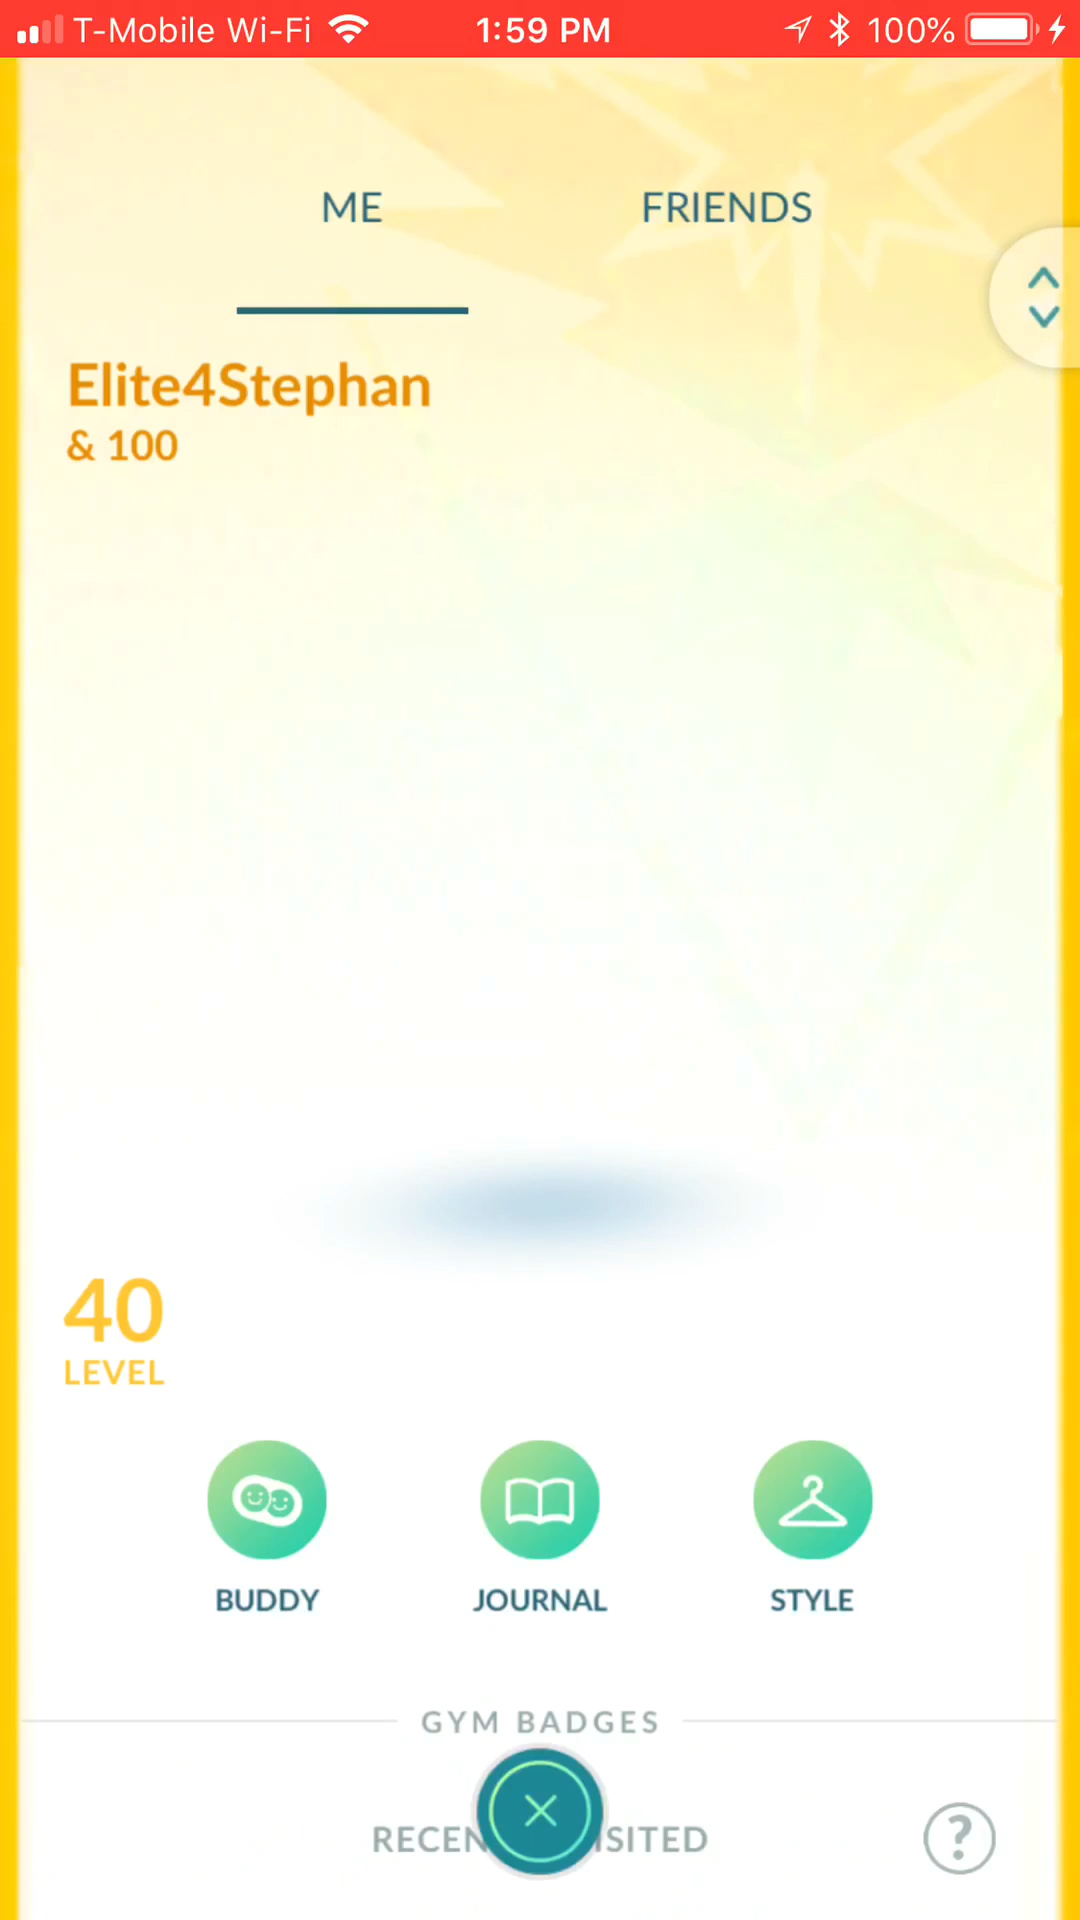 T-Mobile Wi-Fi 1:59 PM 100%
ME FRIENDS
Elite4Stephan
& 100
40
LEVEL
BUDDY JOURNAL STYLE
GYM BADGES
RECEN SITED
?